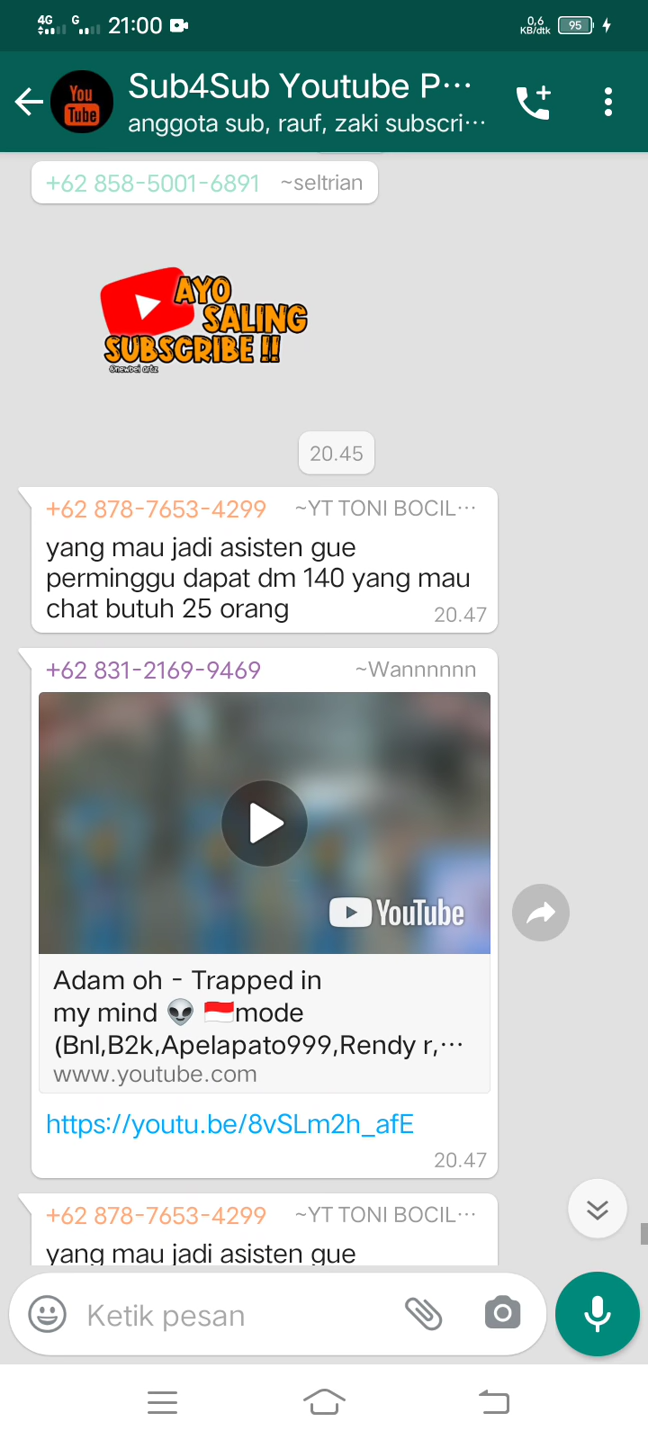 4G G 21:00 0,6 KB/dtk 95
Sub4Sub Youtube P...
anggota sub, rauf, zaki subscri...
You
Tube
+62 858-5001-6891 ~seltrian
AYO
SALING
SUBSCRIBE !!
20.45
+62 878-7653-4299 ~YT TONI BOCIL...
yang mau jadi asisten gue
perminggu dapat dm 140 yang mau
chat butuh 25 orang
20.47
+62 831-2169-9469 ~Wannnnnn
YouTube
Adam oh - Trapped in
my mind 👽 🇮🇩mode
(Bnl,B2k,Apelapato999,Rendy r,...
www.youtube.com
https://youtu.be/8vSLm2h_afE
20.47
+62 878-7653-4299 ~YT TONI BOCIL...
yang mau jadi asisten gue
Ketik pesan